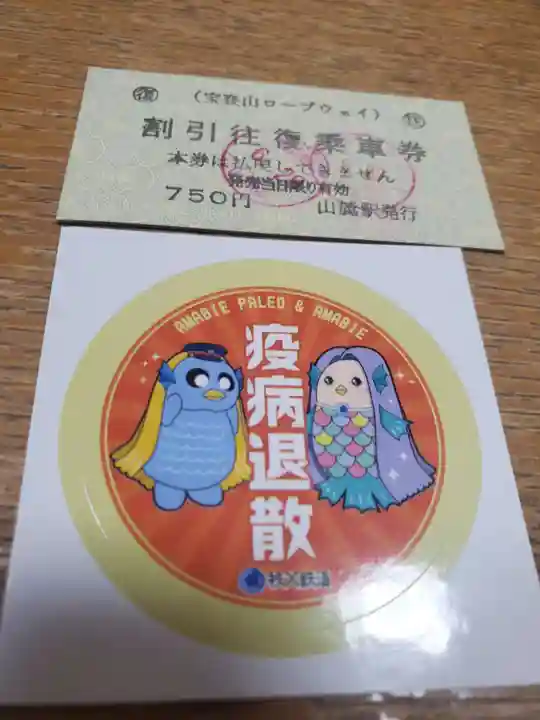 復
(宝登山ロープウェイ)
割引往復乗車券
本券は払戻しできません
発売当日限り有効
750円
山麓駅発行
AMABIE PALEO & AMABIE
疫病退散
秩父鉄道